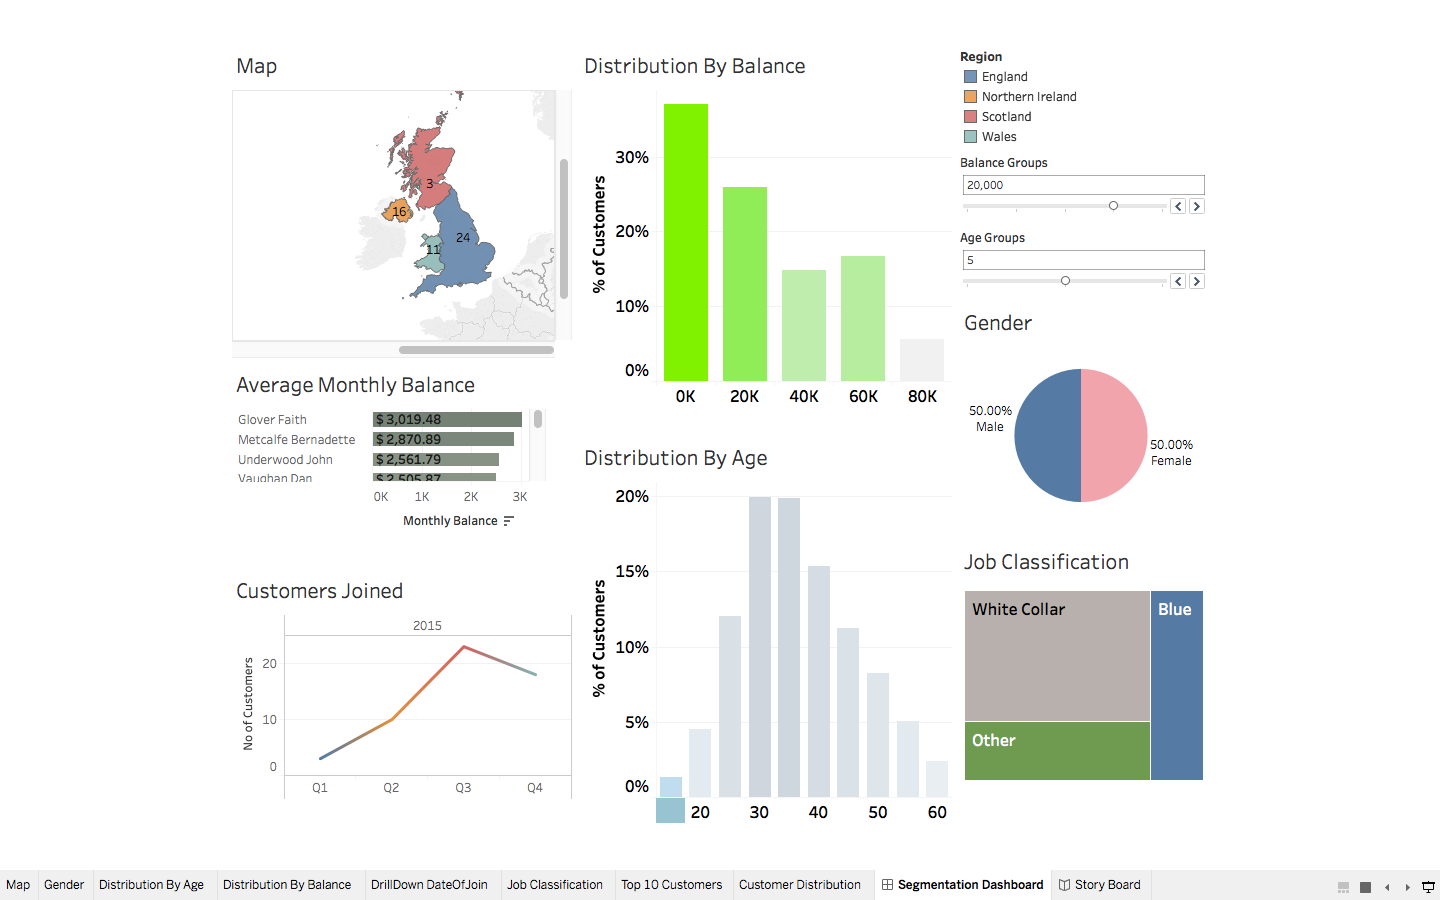 Map
3
16
24
11
Average Monthly Balance
Glover Faith $ 3,019.48
Metcalfe Bernadette $ 2,870.89
Underwood John $ 2,561.79
Vaughan Dan $ 2,505.87
0K 1K 2K 3K
Monthly Balance
Customers Joined
2015
No of Customers
20
10
0
Q1 Q2 Q3 Q4
Distribution By Balance
% of Customers
30%
20%
10%
0%
0K 20K 40K 60K 80K
Distribution By Age
% of Customers
20%
15%
10%
5%
0%
20 30 40 50 60
Region
England
Northern Ireland
Scotland
Wales
Balance Groups
20,000
Age Groups
5
Gender
50.00%
Male
50.00%
Female
Job Classification
White Collar
Blue
Other
Map Gender Distribution By Age Distribution By Balance DrillDown DateOfJoin Job Classification Top 10 Customers Customer Distribution Segmentation Dashboard Story Board